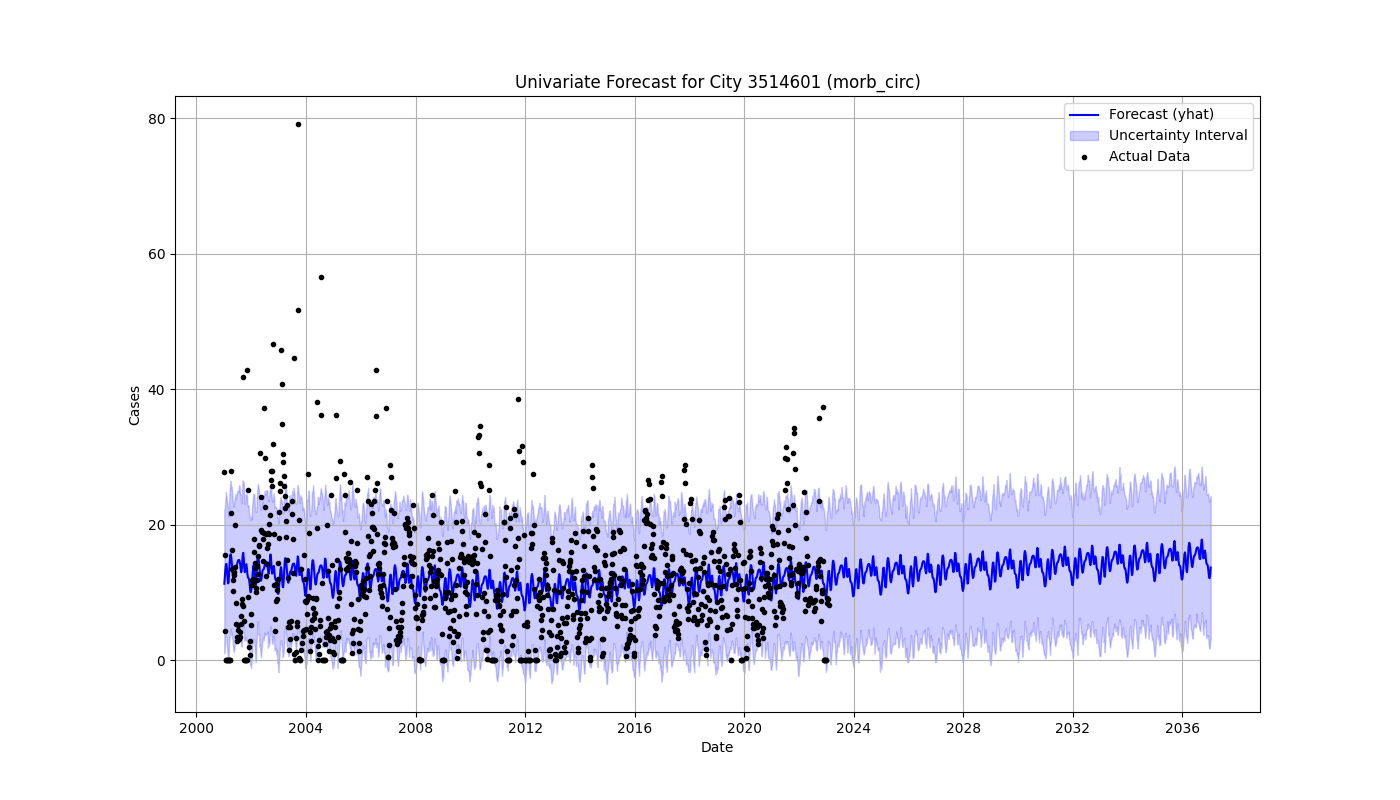 Univariate Forecast for City 3514601 (morb_circ)
Forecast (yhat)
Uncertainty Interval
Actual Data
80
60
40
20
0
Cases
2000 2004 2008 2012 2016 2020 2024 2028 2032 2036
Date